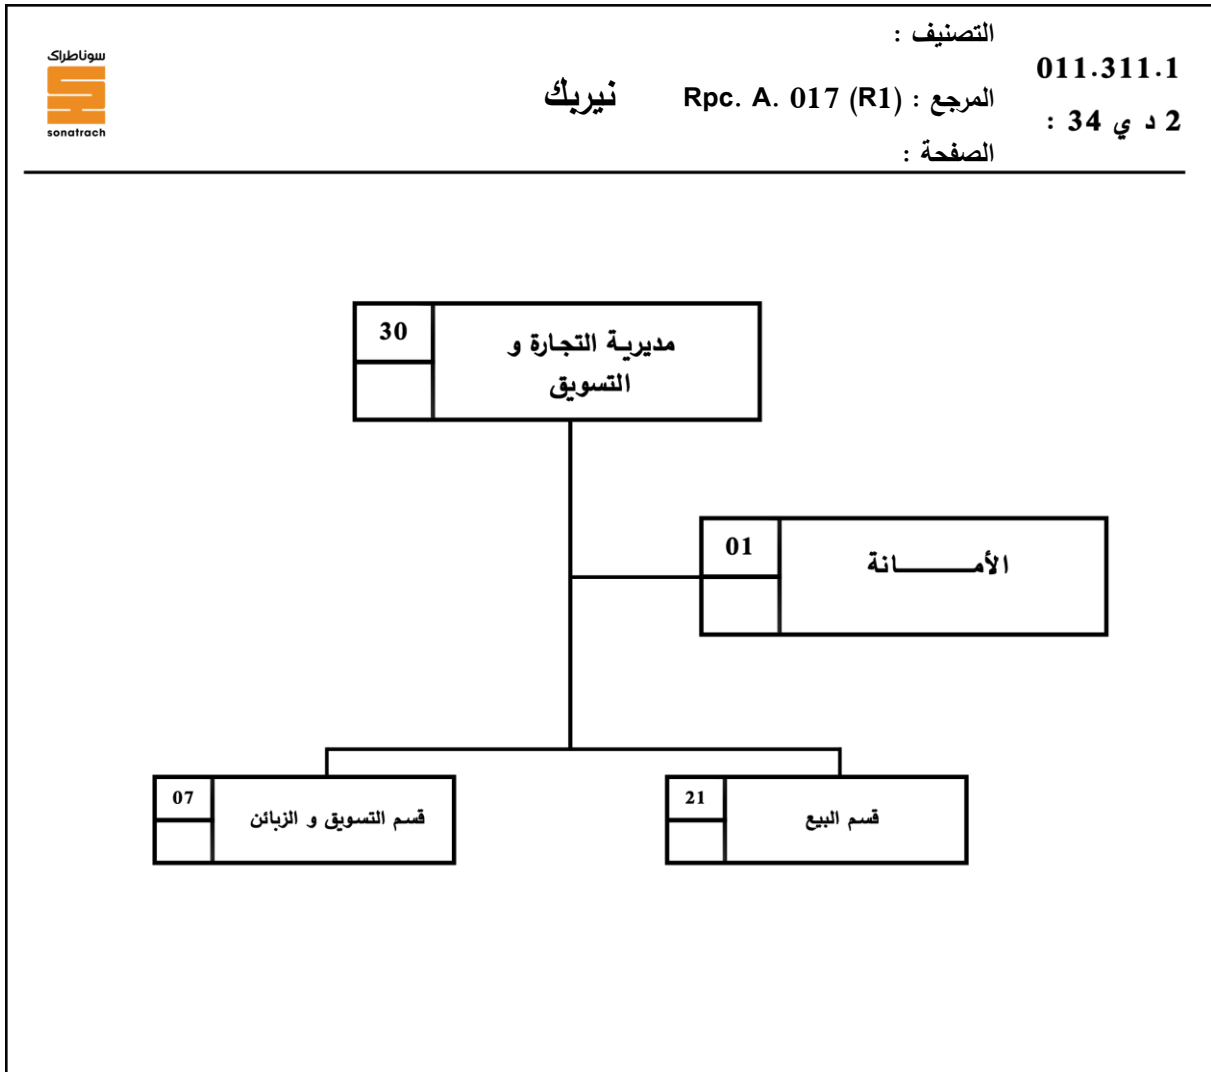 سوناطراك
sonatrach
التصنيف :
011.311.1
نيربك
المرجع : Rpc. A. 017 (R1)
2 د ي 34 :
الصفحة :
30
مديرية التجارة و
التسويق
01
الأمـــــــانة
21
قسم البيع
07
قسم التسويق و الزبائن